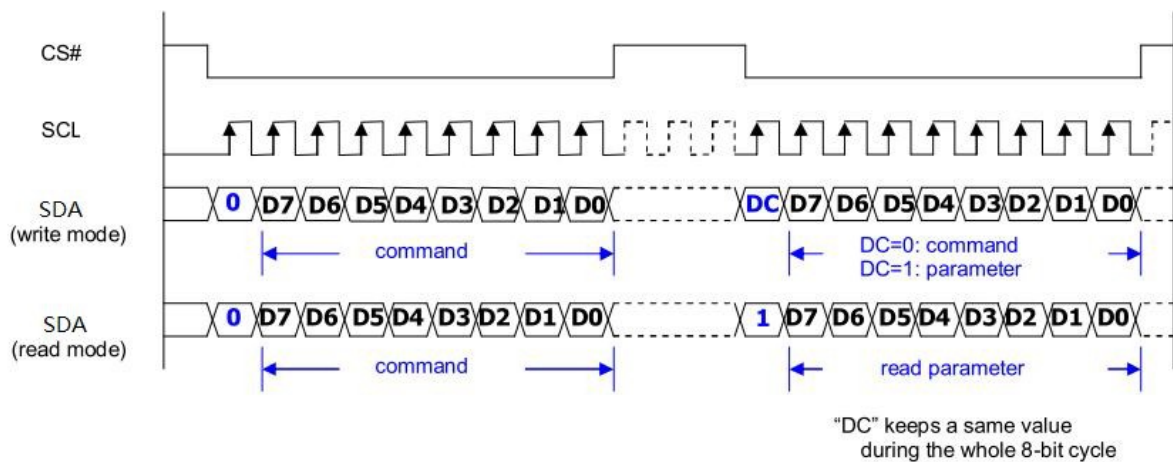 CS#
SCL
SDA
(write mode)
0 D7 D6 D5 D4 D3 D2 D1 D0 DC D7 D6 D5 D4 D3 D2 D1 D0
command
DC=0: command
DC=1: parameter
SDA
(read mode)
0 D7 D6 D5 D4 D3 D2 D1 D0 1 D7 D6 D5 D4 D3 D2 D1 D0
command
read parameter
“DC” keeps a same value
during the whole 8-bit cycle